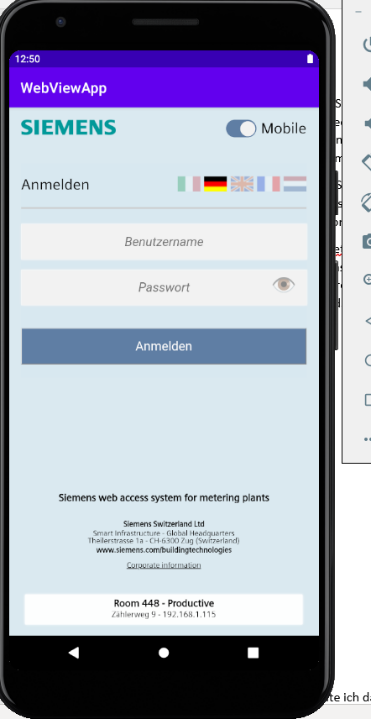 12:50
WebViewApp
SIEMENS
Mobile
Anmelden
Benutzername
Passwort
Anmelden
Siemens web access system for metering plants
Siemens Switzerland Ltd
Smart Infrastructure - Global Headquarters
Theilerstrasse 1a - CH-6300 Zug (Switzerland)
www.siemens.com/buildingtechnologies
Corporate information
Room 448 - Productive
Zählerweg 9 - 192.168.1.115
te ich da